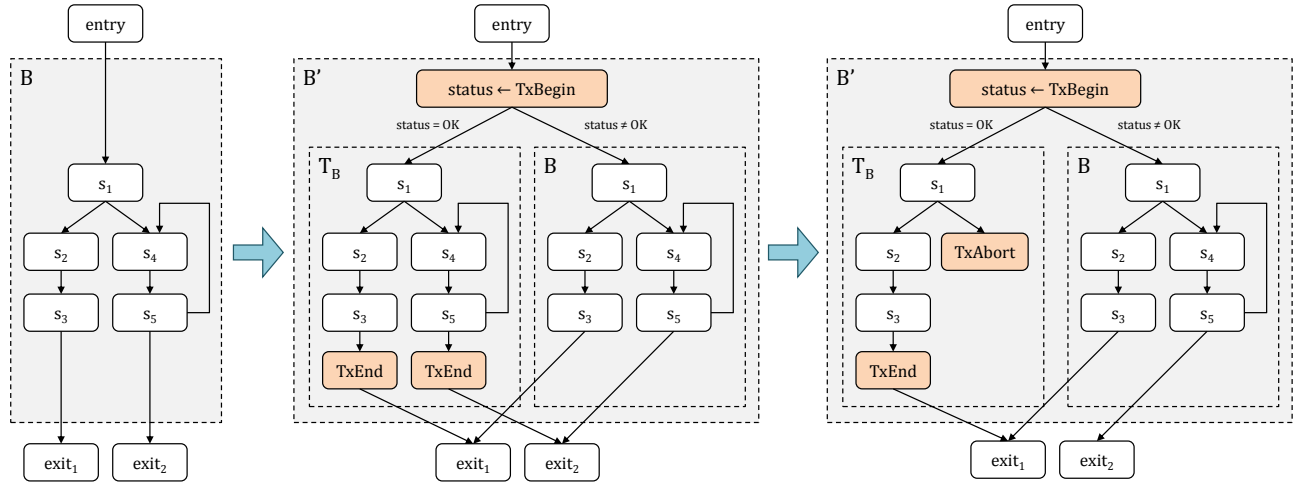 entry
B
s₁
s₂ s₄
s₃ s₅
exit₁ exit₂
entry
B'
status ← TxBegin
status = OK status ≠ OK
T_B
s₁
s₂ s₄
s₃ s₅
TxEnd TxEnd
B
s₁
s₂ s₄
s₃ s₅
exit₁ exit₂
entry
B'
status ← TxBegin
status = OK status ≠ OK
T_B
s₁
s₂ TxAbort
s₃
TxEnd
B
s₁
s₂ s₄
s₃ s₅
exit₁ exit₂